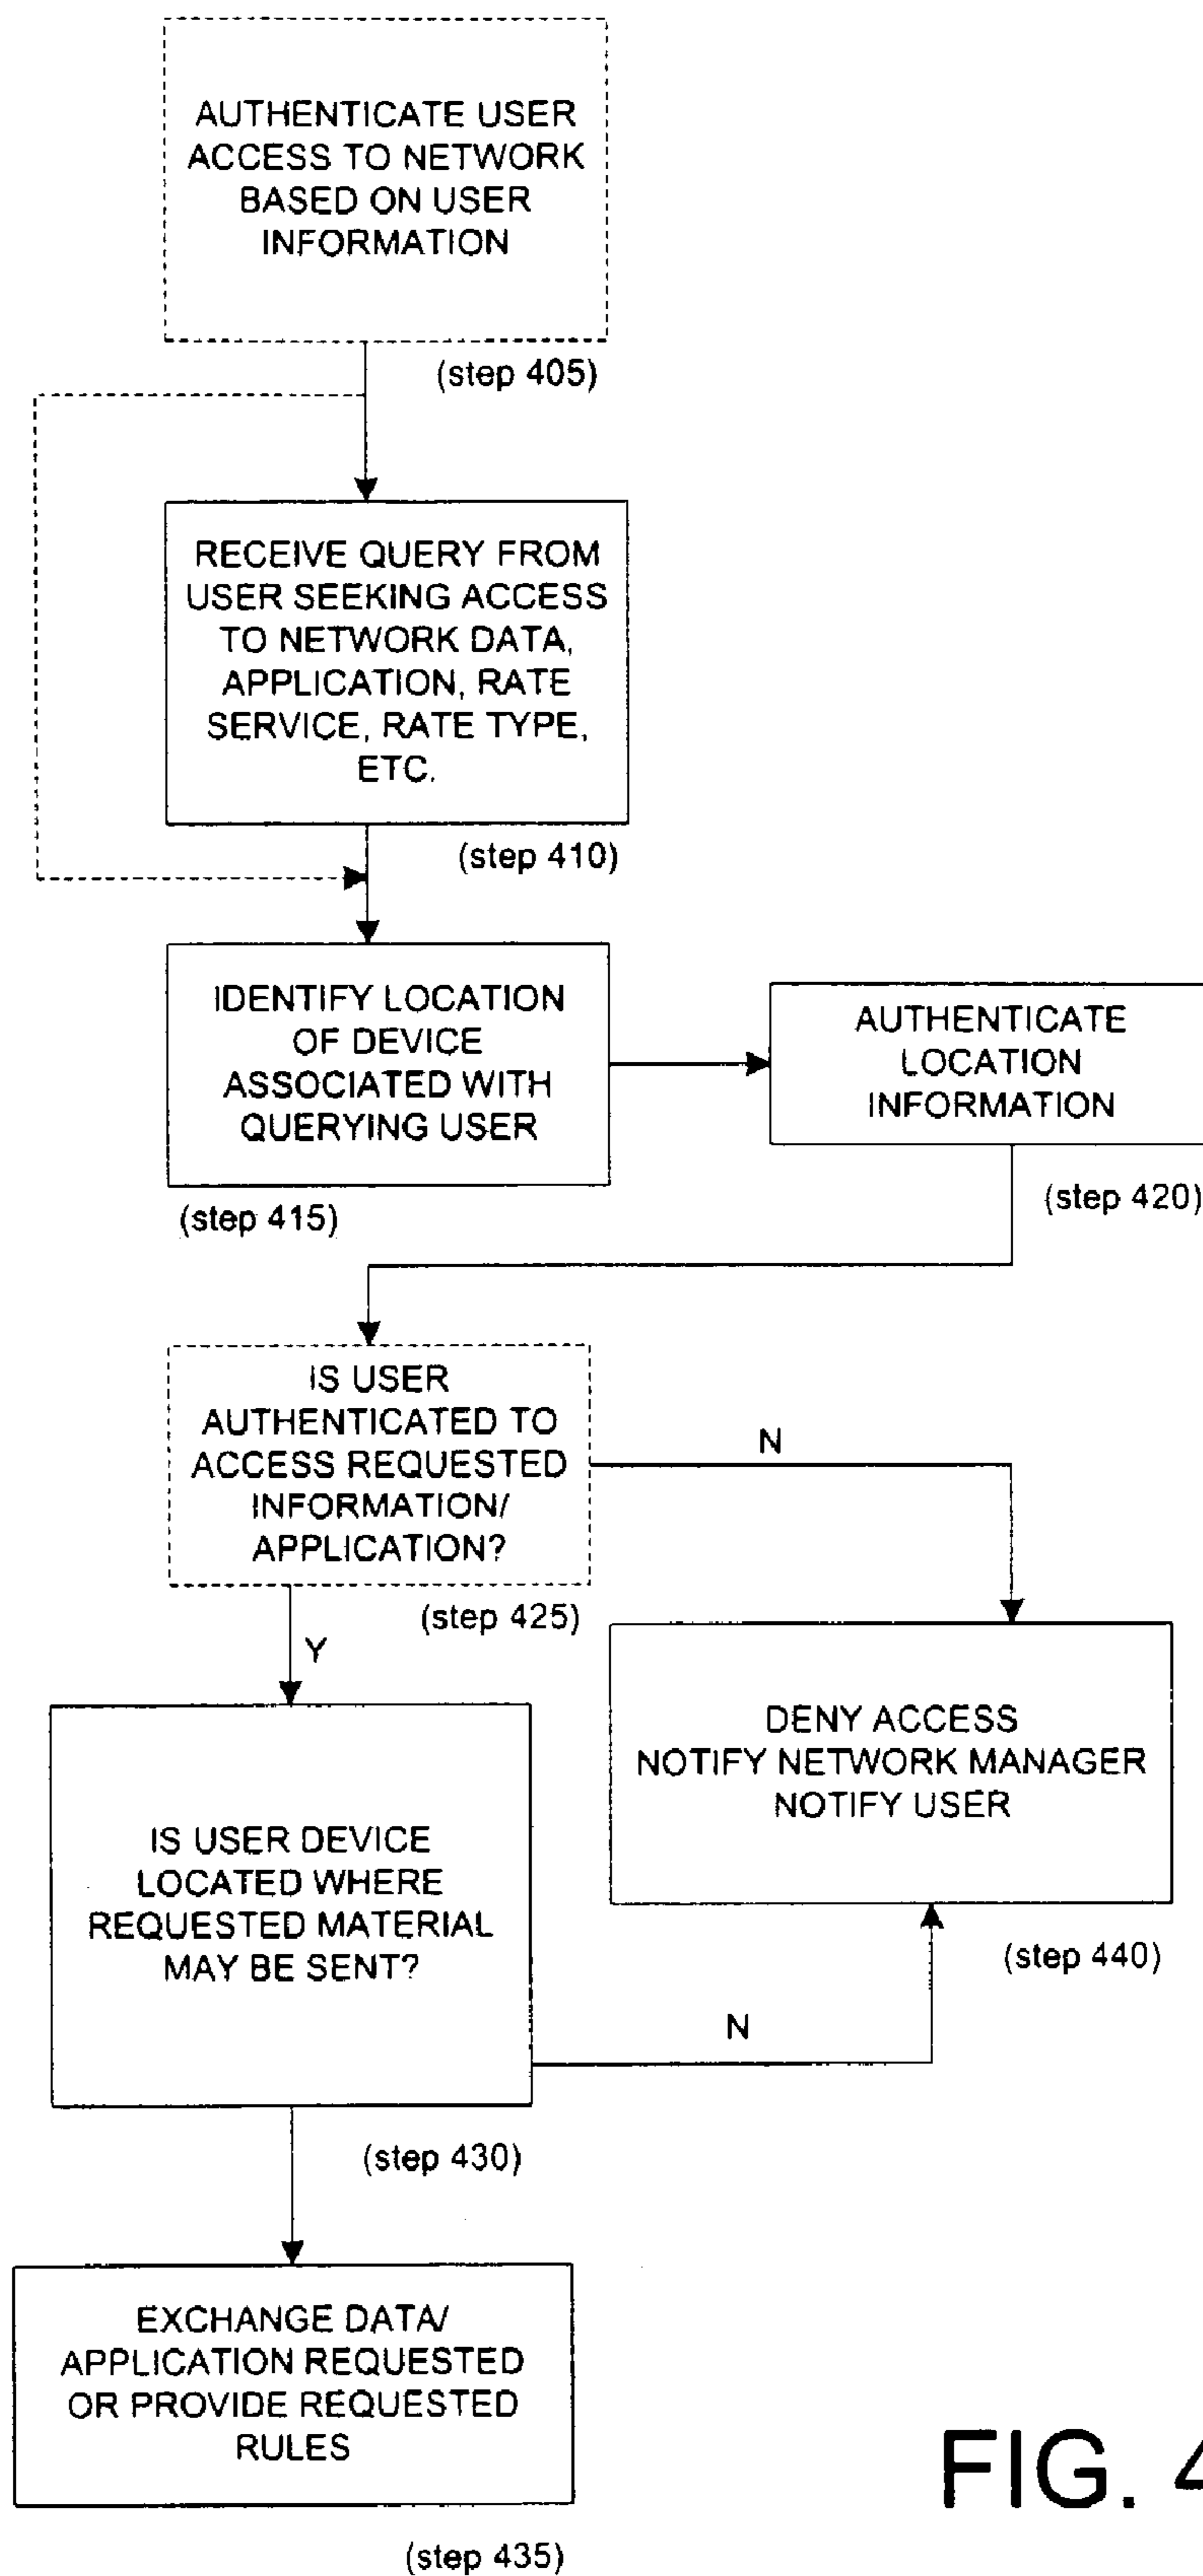 AUTHENTICATE USER
ACCESS TO NETWORK
BASED ON USER
INFORMATION
(step 405)
RECEIVE QUERY FROM
USER SEEKING ACCESS
TO NETWORK DATA,
APPLICATION, RATE
SERVICE, RATE TYPE,
ETC.
(step 410)
IDENTIFY LOCATION
OF DEVICE
ASSOCIATED WITH
QUERYING USER
(step 415)
AUTHENTICATE
LOCATION
INFORMATION
(step 420)
IS USER
AUTHENTICATED TO
ACCESS REQUESTED
INFORMATION/
APPLICATION?
(step 425)
N
Y
DENY ACCESS
NOTIFY NETWORK MANAGER
NOTIFY USER
(step 440)
IS USER DEVICE
LOCATED WHERE
REQUESTED MATERIAL
MAY BE SENT?
N
(step 430)
EXCHANGE DATA/
APPLICATION REQUESTED
OR PROVIDE REQUESTED
RULES
(step 435)
FIG. 4